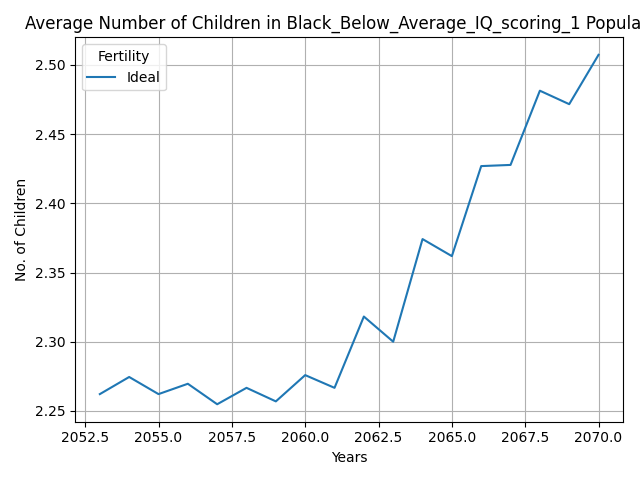 Average Number of Children in Black_Below_Average_IQ_scoring_1 Popula
Fertility
Ideal
No. of Children
2.50
2.45
2.40
2.35
2.30
2.25
2052.5 2055.0 2057.5 2060.0 2062.5 2065.0 2067.5 2070.0
Years